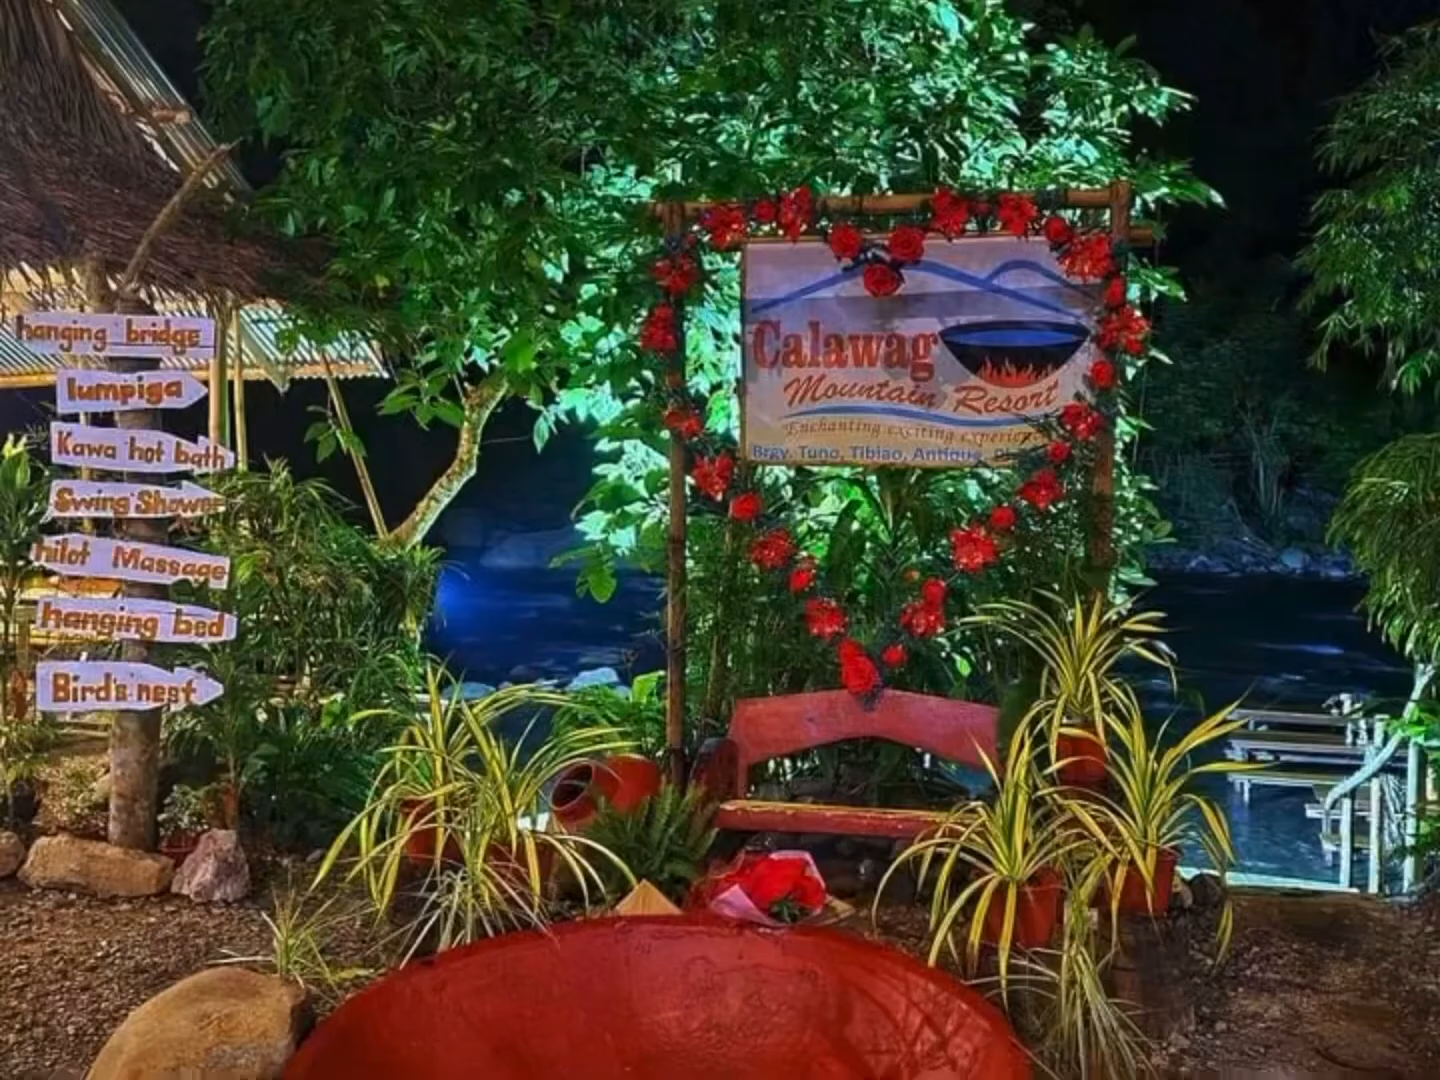 hanging bridge
lumpiga
Kawa hot bath
Swing Shower
hilot Massage
hanging bed
Bird's nest
Calawag
Mountain Resort
Enchanting exciting experience
Brgy. Tuno, Tibiao, Antique,